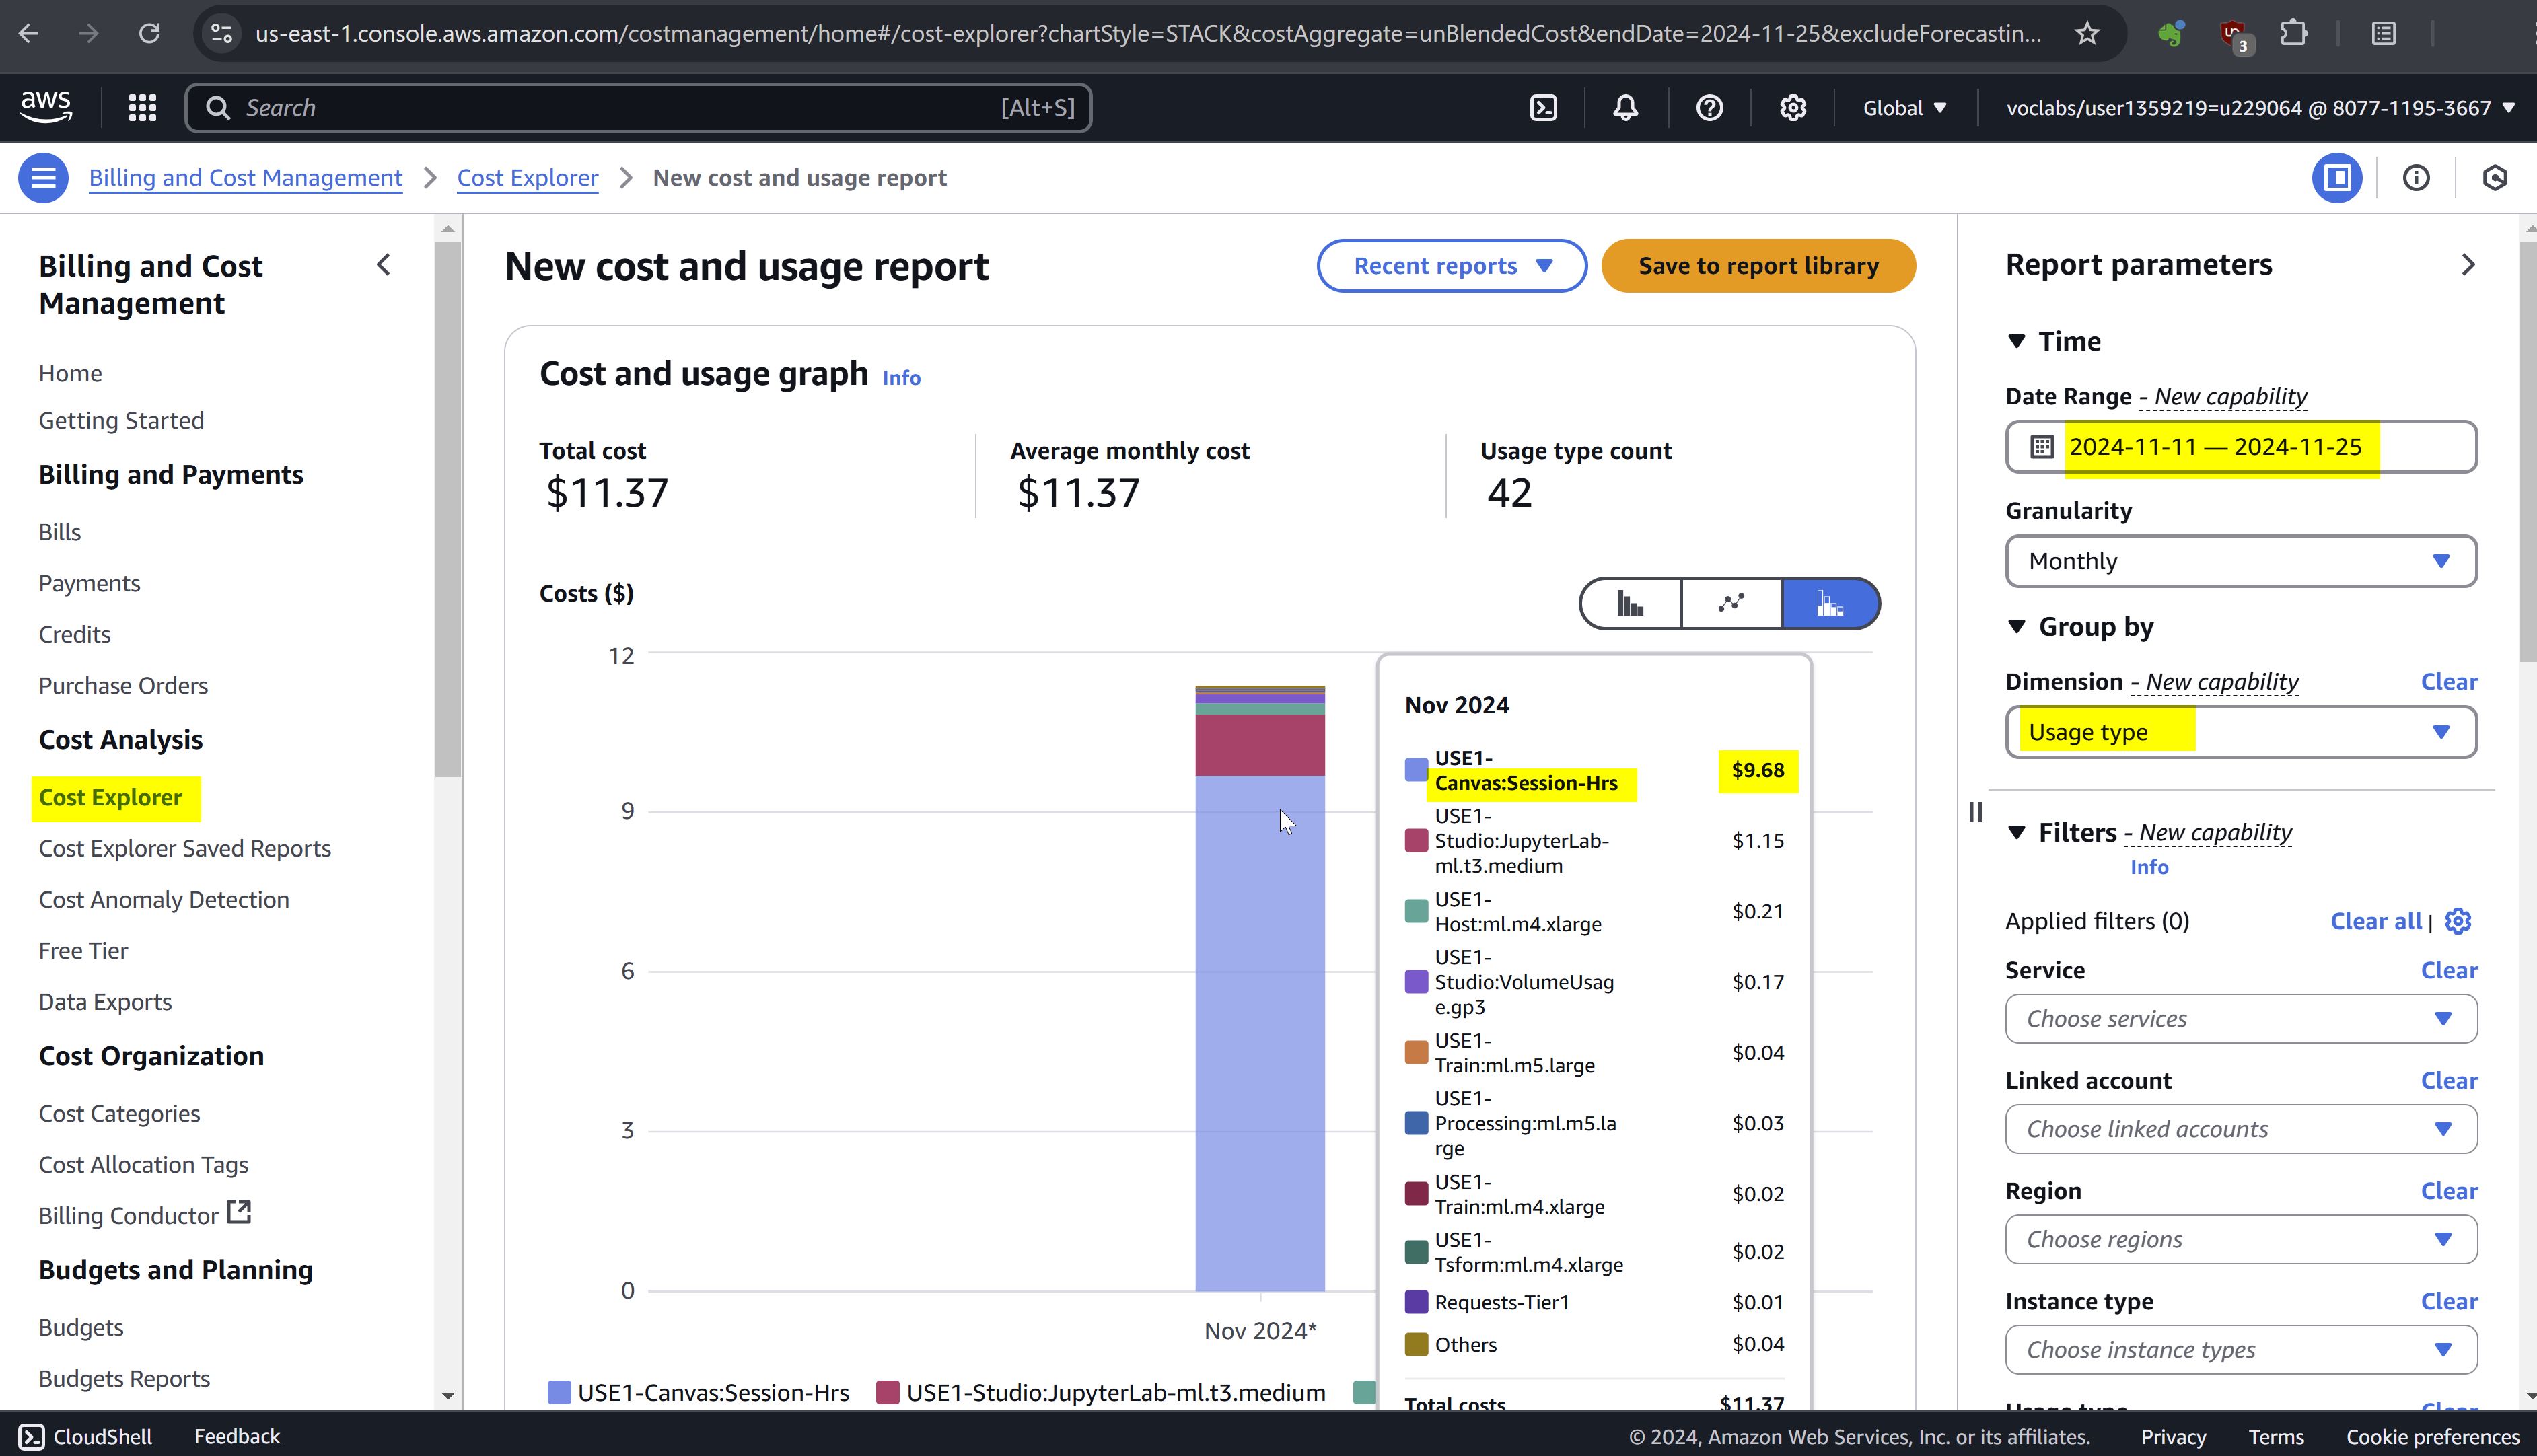 us-east-1.console.aws.amazon.com/costmanagement/home#/cost-explorer?chartStyle=STACK&costAggregate=unBlendedCost&endDate=2024-11-25&excludeForecastin...
3
aws
Search
[Alt+S]
Global
voclabs/user1359219=u229064 @ 8077-1195-3667
Billing and Cost Management
Cost Explorer
New cost and usage report
Billing and Cost
Management
Home
Getting Started
Billing and Payments
Bills
Payments
Credits
Purchase Orders
Cost Analysis
Cost Explorer
Cost Explorer Saved Reports
Cost Anomaly Detection
Free Tier
Data Exports
Cost Organization
Cost Categories
Cost Allocation Tags
Billing Conductor
Budgets and Planning
Budgets
Budgets Reports
New cost and usage report
Recent reports
Save to report library
Cost and usage graph Info
Total cost
$11.37
Average monthly cost
$11.37
Usage type count
42
Costs ($)
12
9
6
3
0
Nov 2024*
USE1-Canvas:Session-Hrs
USE1-Studio:JupyterLab-ml.t3.medium
Nov 2024
USE1-
Canvas:Session-Hrs
$9.68
USE1-
Studio:JupyterLab-
ml.t3.medium
$1.15
USE1-
Host:ml.m4.xlarge
$0.21
USE1-
Studio:VolumeUsag
e.gp3
$0.17
USE1-
Train:ml.m5.large
$0.04
USE1-
Processing:ml.m5.la
rge
$0.03
USE1-
Train:ml.m4.xlarge
$0.02
USE1-
Tsform:ml.m4.xlarge
$0.02
Requests-Tier1
$0.01
Others
$0.04
Total costs
$11.37
Report parameters
Time
Date Range - New capability
2024-11-11 — 2024-11-25
Granularity
Monthly
Group by
Dimension - New capability
Clear
Usage type
Filters - New capability
Info
Applied filters (0)
Clear all |
Service
Clear
Choose services
Linked account
Clear
Choose linked accounts
Region
Clear
Choose regions
Instance type
Clear
Choose instance types
Usage type
Clear
CloudShell
Feedback
© 2024, Amazon Web Services, Inc. or its affiliates.
Privacy
Terms
Cookie preferences